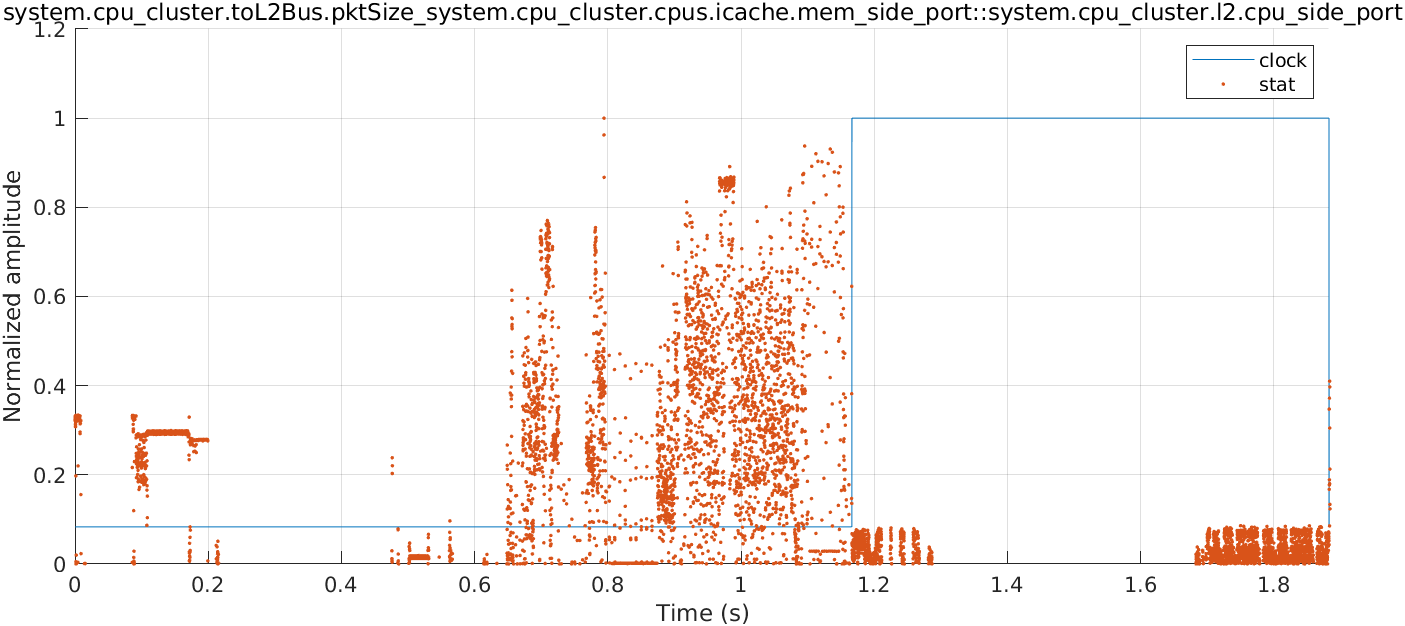 system.cpu_cluster.toL2Bus.pktSize_system.cpu_cluster.cpus.icache.mem_side_port::system.cpu_cluster.l2.cpu_side_port
1.2
1
0.8
0.6
0.4
0.2
0
Normalized amplitude
clock
stat
0 0.2 0.4 0.6 0.8 1 1.2 1.4 1.6 1.8
Time (s)